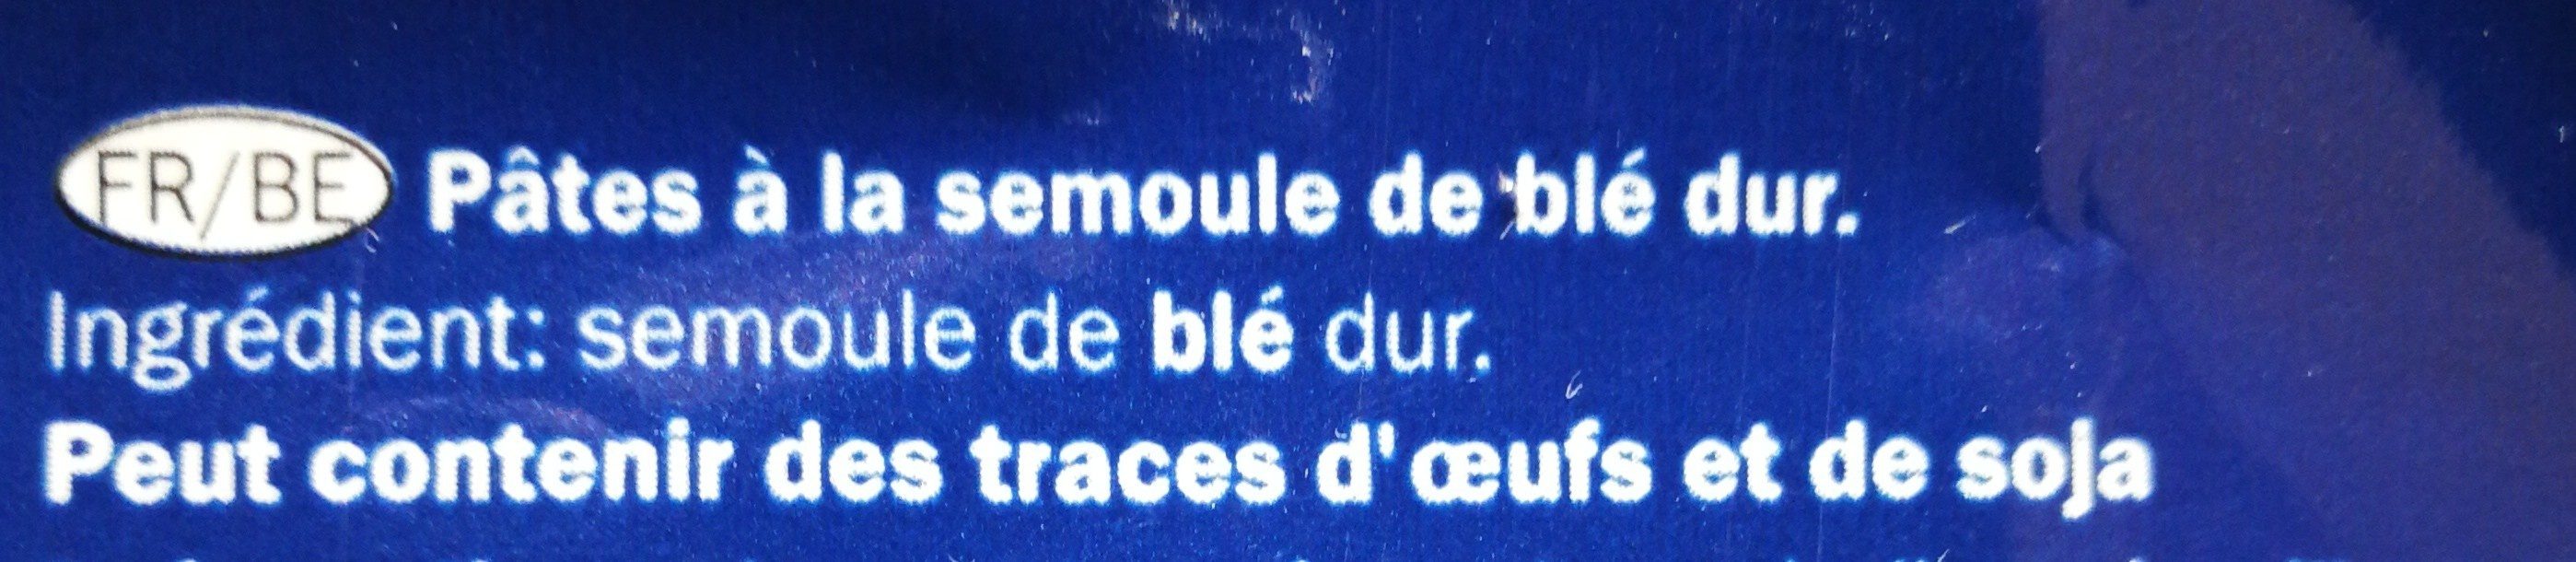 FR/BE Pâtes à la semoule de blé dur.
Ingrédient: semoule de blé dur.
Peut contenir des traces d'œufs et de soja